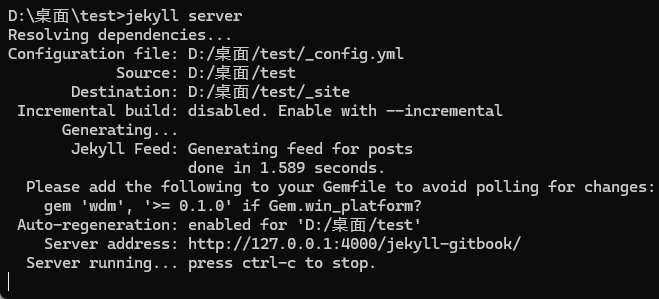 D:\桌面\test>jekyll server
Resolving dependencies...
Configuration file: D:/桌面/test/_config.yml
Source: D:/桌面/test
Destination: D:/桌面/test/_site
Incremental build: disabled. Enable with --incremental
Generating...
Jekyll Feed: Generating feed for posts
done in 1.589 seconds.
Please add the following to your Gemfile to avoid polling for changes:
gem 'wdm', '>= 0.1.0' if Gem.win_platform?
Auto-regeneration: enabled for 'D:/桌面/test'
Server address: http://127.0.0.1:4000/jekyll-gitbook/
Server running... press ctrl-c to stop.